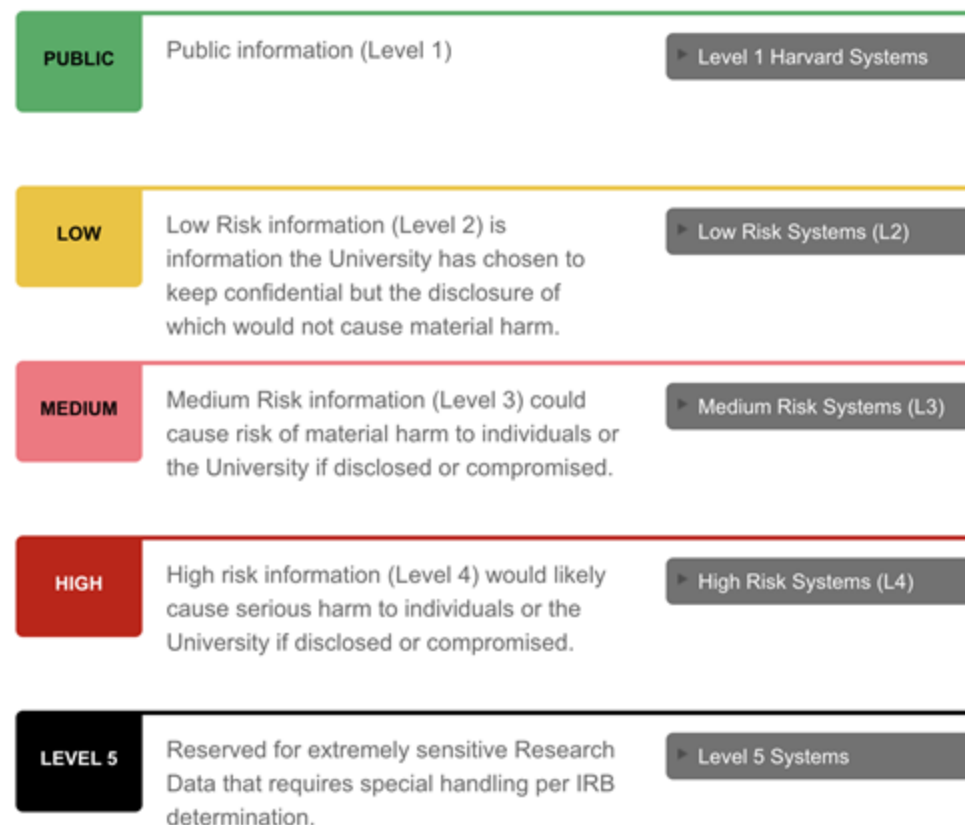 PUBLIC
Public information (Level 1)
Level 1 Harvard Systems
LOW
Low Risk information (Level 2) is
information the University has chosen to
keep confidential but the disclosure of
which would not cause material harm.
Low Risk Systems (L2)
MEDIUM
Medium Risk information (Level 3) could
cause risk of material harm to individuals or
the University if disclosed or compromised.
Medium Risk Systems (L3)
HIGH
High risk information (Level 4) would likely
cause serious harm to individuals or the
University if disclosed or compromised.
High Risk Systems (L4)
LEVEL 5
Reserved for extremely sensitive Research
Data that requires special handling per IRB
determination.
Level 5 Systems